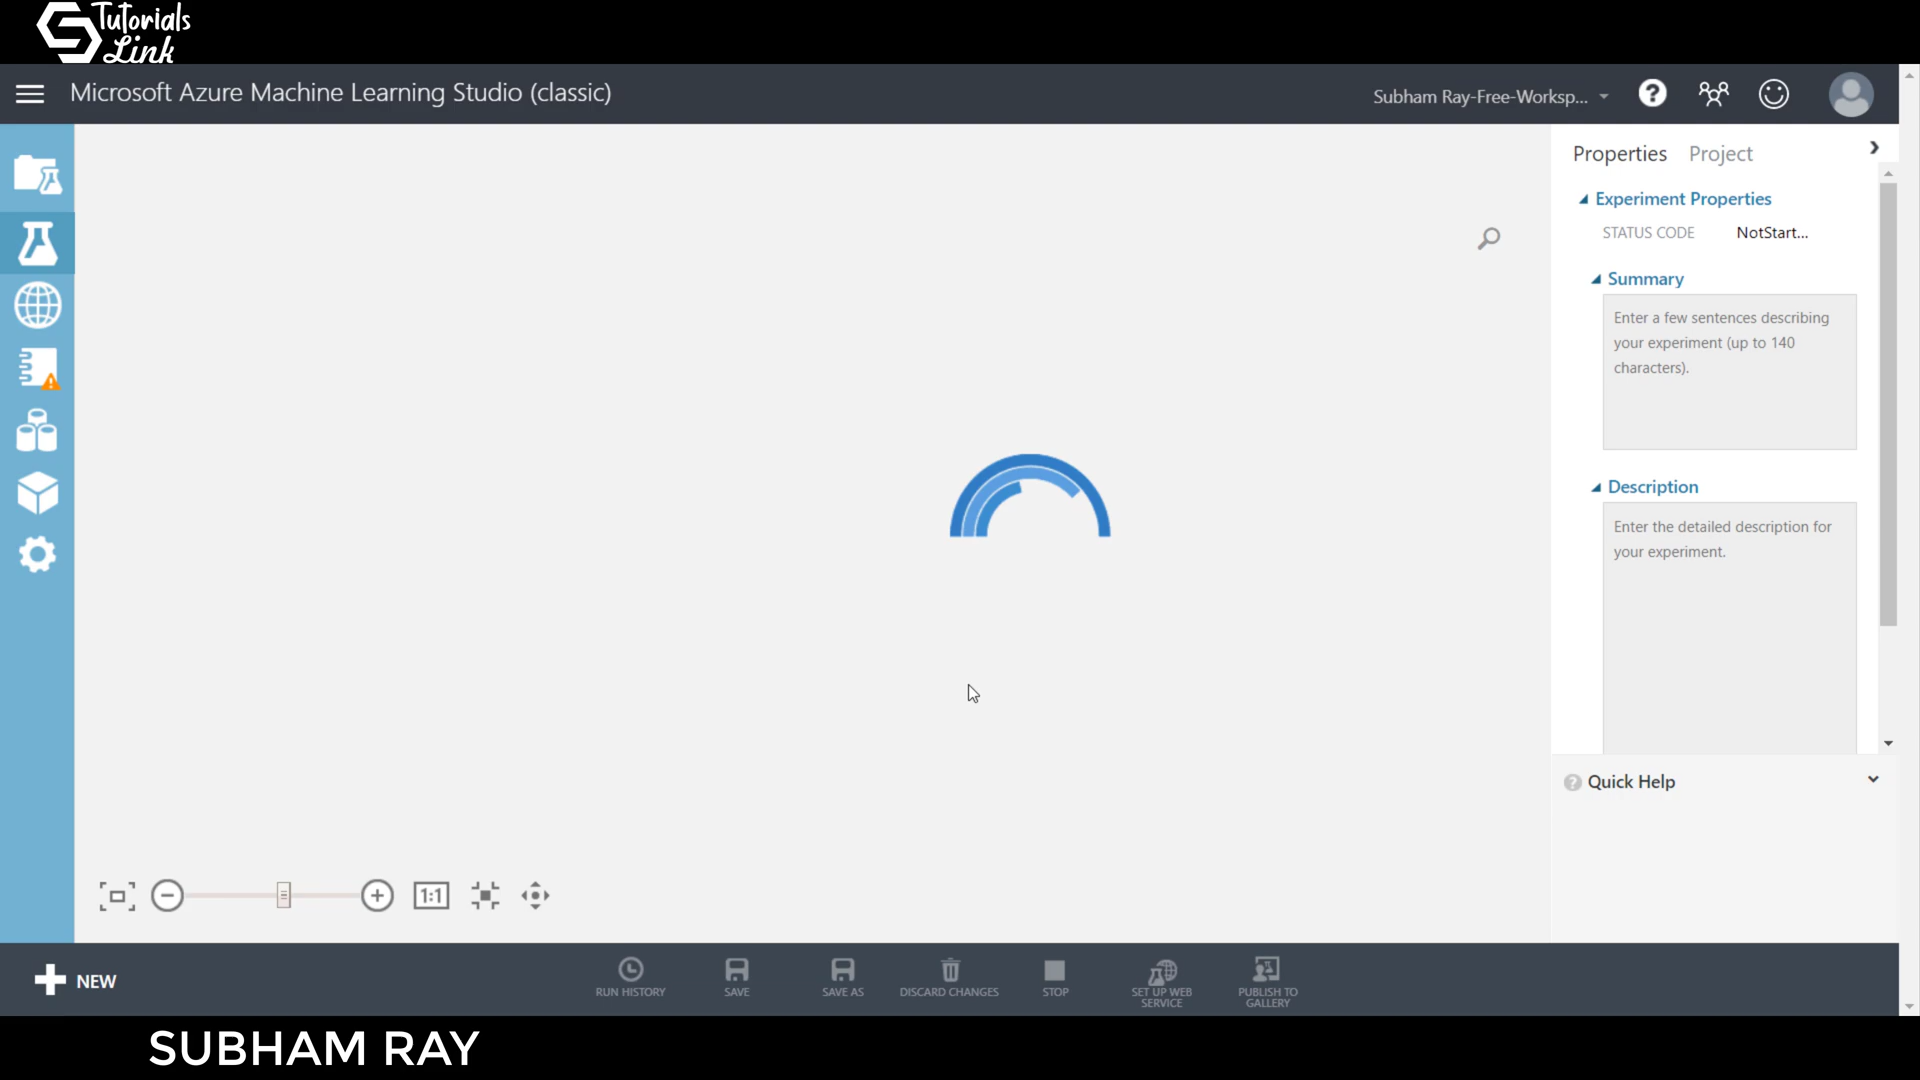 Tutorials
Link
Microsoft Azure Machine Learning Studio (classic)
Subham Ray-Free-Worksp...
?
Properties Project
Experiment Properties
STATUS CODE NotStart...
Summary
Enter a few sentences describing
your experiment (up to 140
characters).
Description
Enter the detailed description for
your experiment.
? Quick Help
1:1
NEW
RUN HISTORY
SAVE
SAVE AS
DISCARD CHANGES
STOP
SET UP WEB
SERVICE
PUBLISH TO
GALLERY
SUBHAM RAY